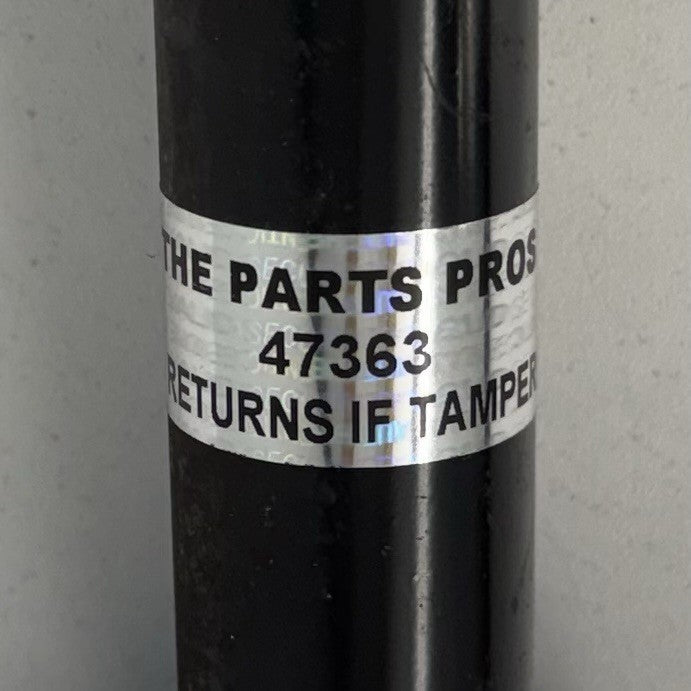 THE PARTS PROS
47363
RETURNS IF TAMPER